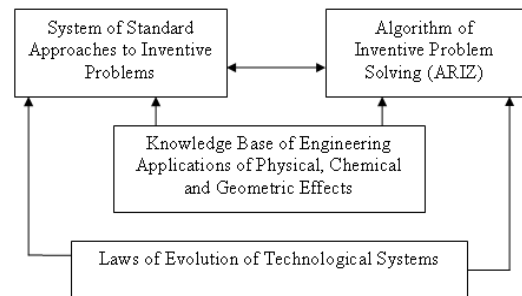 System of Standard
Approaches to Inventive
Problems
Algorithm of
Inventive Problem
Solving (ARIZ)
Knowledge Base of Engineering
Applications of Physical, Chemical
and Geometric Effects
Laws of Evolution of Technological Systems